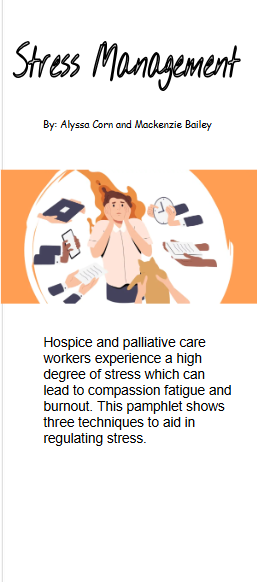 Stress Management
By: Alyssa Corn and Mackenzie Bailey
Hospice and palliative care
workers experience a high
degree of stress which can
lead to compassion fatigue and
burnout. This pamphlet shows
three techniques to aid in
regulating stress.